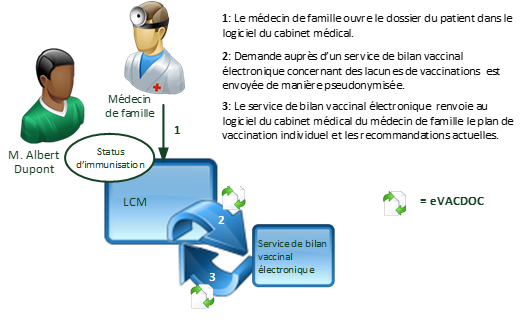 1: Le médecin de famille ouvre le dossier du patient dans le
logiciel du cabinet médical.
2: Demande auprès d'un service de bilan vaccinal
électronique concernant des lacunes de vaccinations est
envoyée de manière pseudonymisée.
3: Le service de bilan vaccinal électronique renvoie au
logiciel du cabinet médical du médecin de famille le plan de
vaccination individuel et les recommandations actuelles.
Médecin
de famille
1
M. Albert
Dupont
Status
d'immunisation
LCM
2
= eVACDOC
Service de bilan
vaccinal
électronique
3